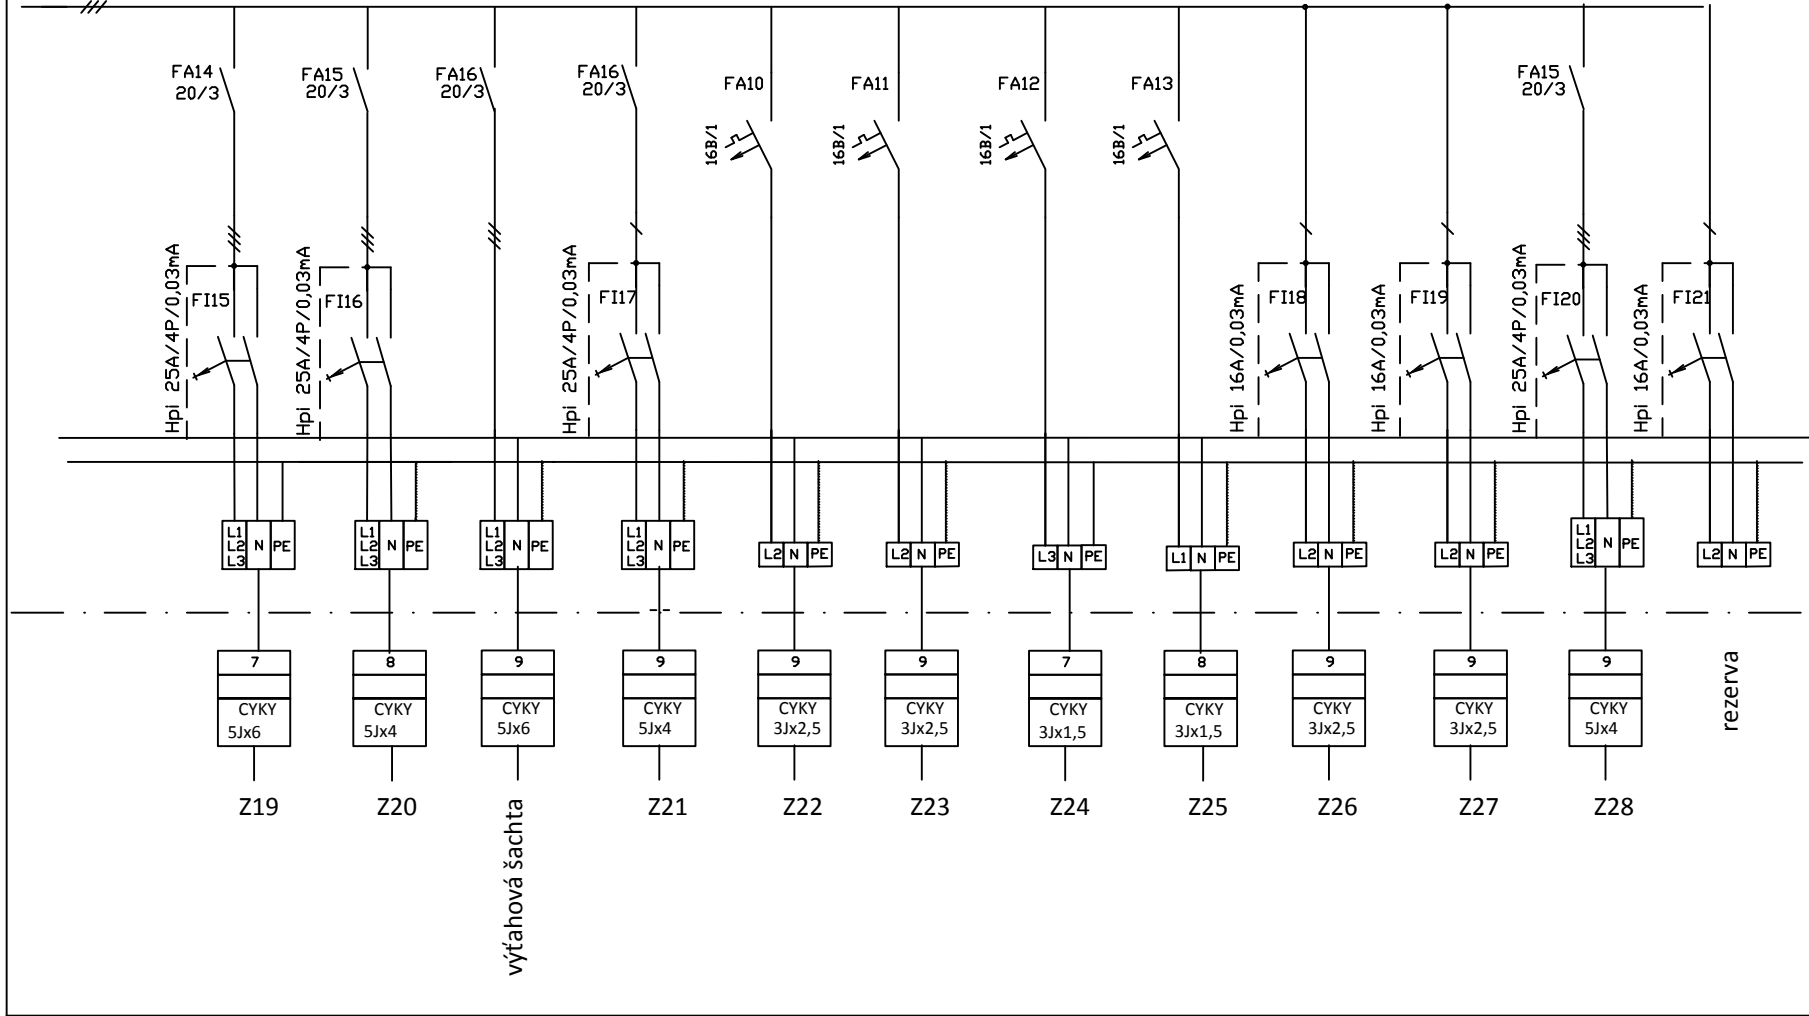 FA14
20/3
FA15
20/3
FA16
20/3
FA16
20/3
FA10
FA11
FA12
FA13
FA15
20/3
16B/1
16B/1
16B/1
16B/1
Hpi 25A/4P/0,03mA
FI15
Hpi 25A/4P/0,03mA
FI16
Hpi 25A/4P/0,03mA
FI17
Hpi 16A/0,03mA
FI18
Hpi 16A/0,03mA
FI19
Hpi 25A/4P/0,03mA
FI20
Hpi 16A/0,03mA
FI21
L1
L2
L3
N PE
L1
L2
L3
N PE
L1
L2
L3
N PE
L1
L2
L3
N PE
L2 N PE
L2 N PE
L3 N PE
L1 N PE
L2 N PE
L2 N PE
L1
L2
L3
N PE
L2 N PE
7
CYKY
5Jx6
Z19
8
CYKY
5Jx4
Z20
9
CYKY
5Jx6
výťahová šachta
9
CYKY
5Jx4
Z21
9
CYKY
3Jx2,5
Z22
9
CYKY
3Jx2,5
Z23
7
CYKY
3Jx1,5
Z24
8
CYKY
3Jx1,5
Z25
9
CYKY
3Jx2,5
Z26
9
CYKY
3Jx2,5
Z27
9
CYKY
5Jx4
Z28
rezerva